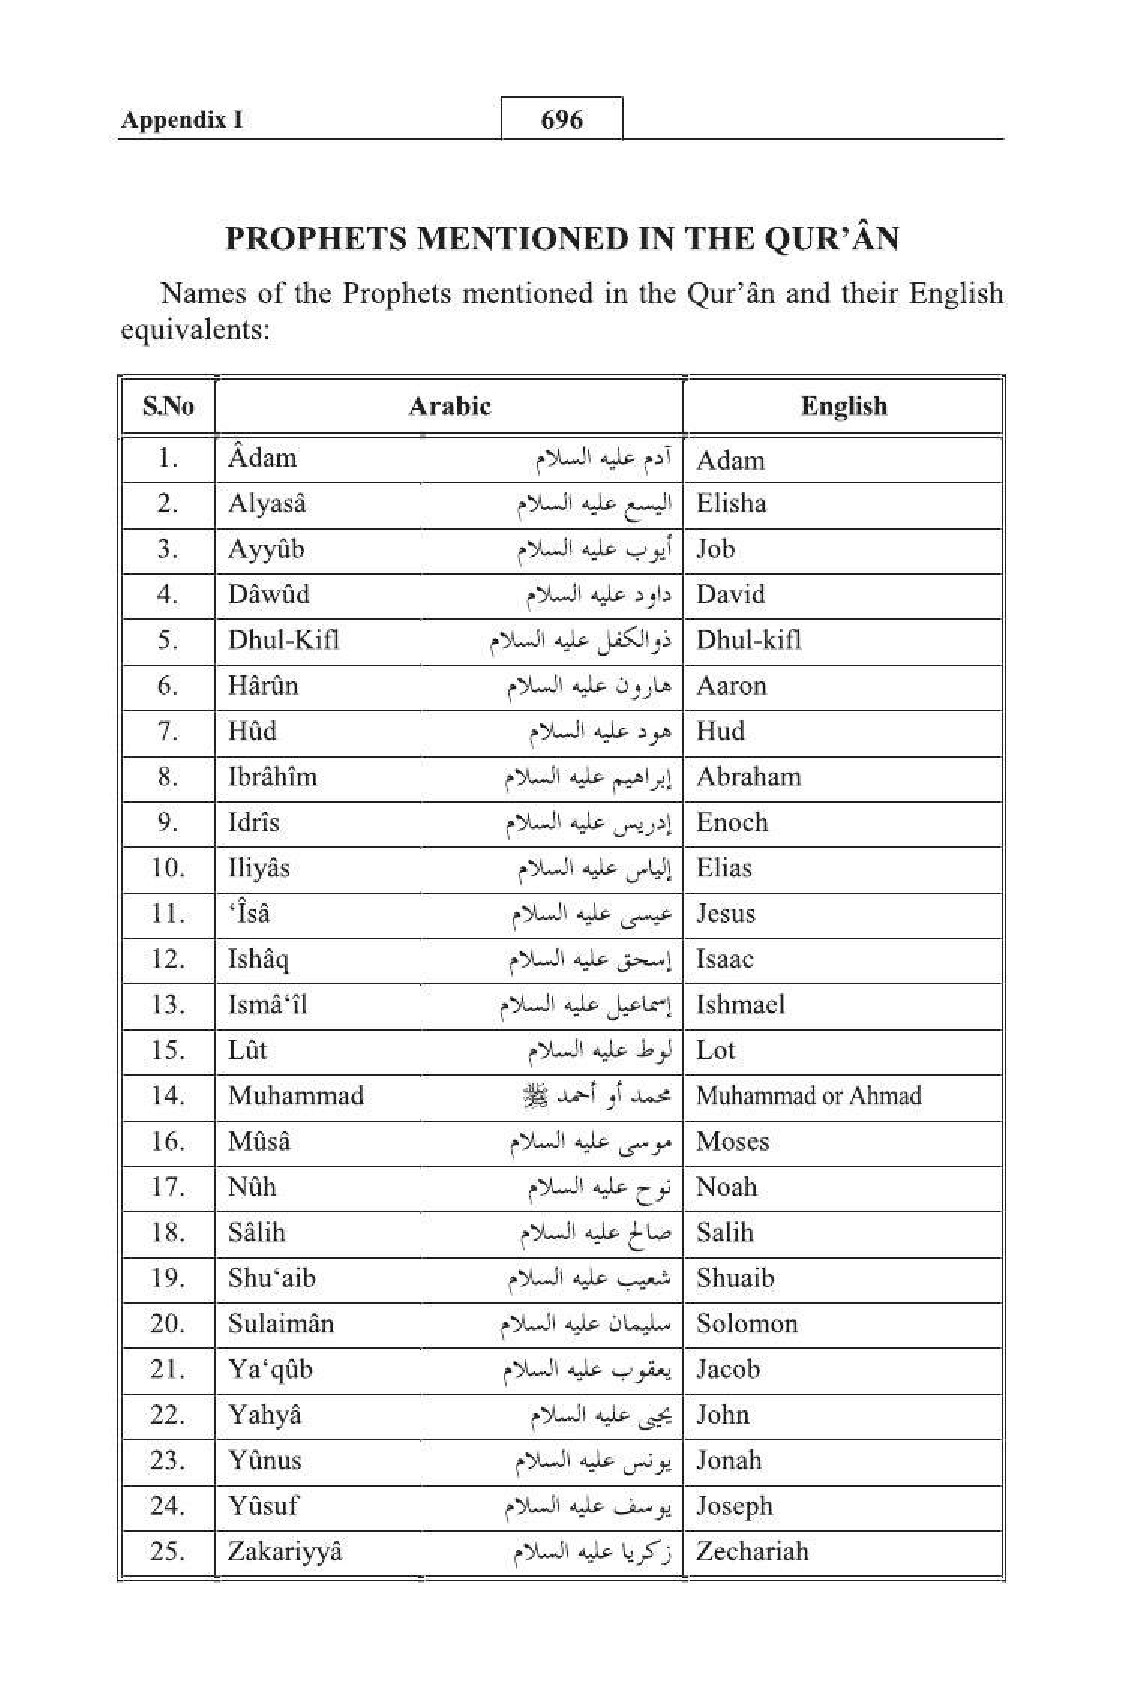 Appendix I 696
PROPHETS MENTIONED IN THE QUR’ÂN
Names of the Prophets mentioned in the Qur’ân and their English
equivalents:
S.No Arabic English
1. Âdam آدم عليه السلام Adam
2. Alyasâ اليسع عليه السلام Elisha
3. Ayyûb أيوب عليه السلام Job
4. Dâwûd داود عليه السلام David
5. Dhul-Kifl ذوالكفل عليه السلام Dhul-kifl
6. Hârûn هارون عليه السلام Aaron
7. Hûd هود عليه السلام Hud
8. Ibrâhîm إبراهيم عليه السلام Abraham
9. Idrîs إدريس عليه السلام Enoch
10. Iliyâs إلياس عليه السلام Elias
11. ‘Îsâ عيسى عليه السلام Jesus
12. Ishâq إسحق عليه السلام Isaac
13. Ismâ‘îl إسماعيل عليه السلام Ishmael
15. Lût لوط عليه السلام Lot
14. Muhammad محمد أو أحمد ﷺ Muhammad or Ahmad
16. Mûsâ موسى عليه السلام Moses
17. Nûh نوح عليه السلام Noah
18. Sâlih صالح عليه السلام Salih
19. Shu‘aib شعيب عليه السلام Shuaib
20. Sulaimân سليمان عليه السلام Solomon
21. Ya‘qûb يعقوب عليه السلام Jacob
22. Yahyâ يحيى عليه السلام John
23. Yûnus يونس عليه السلام Jonah
24. Yûsuf يوسف عليه السلام Joseph
25. Zakariyyâ زكريا عليه السلام Zechariah